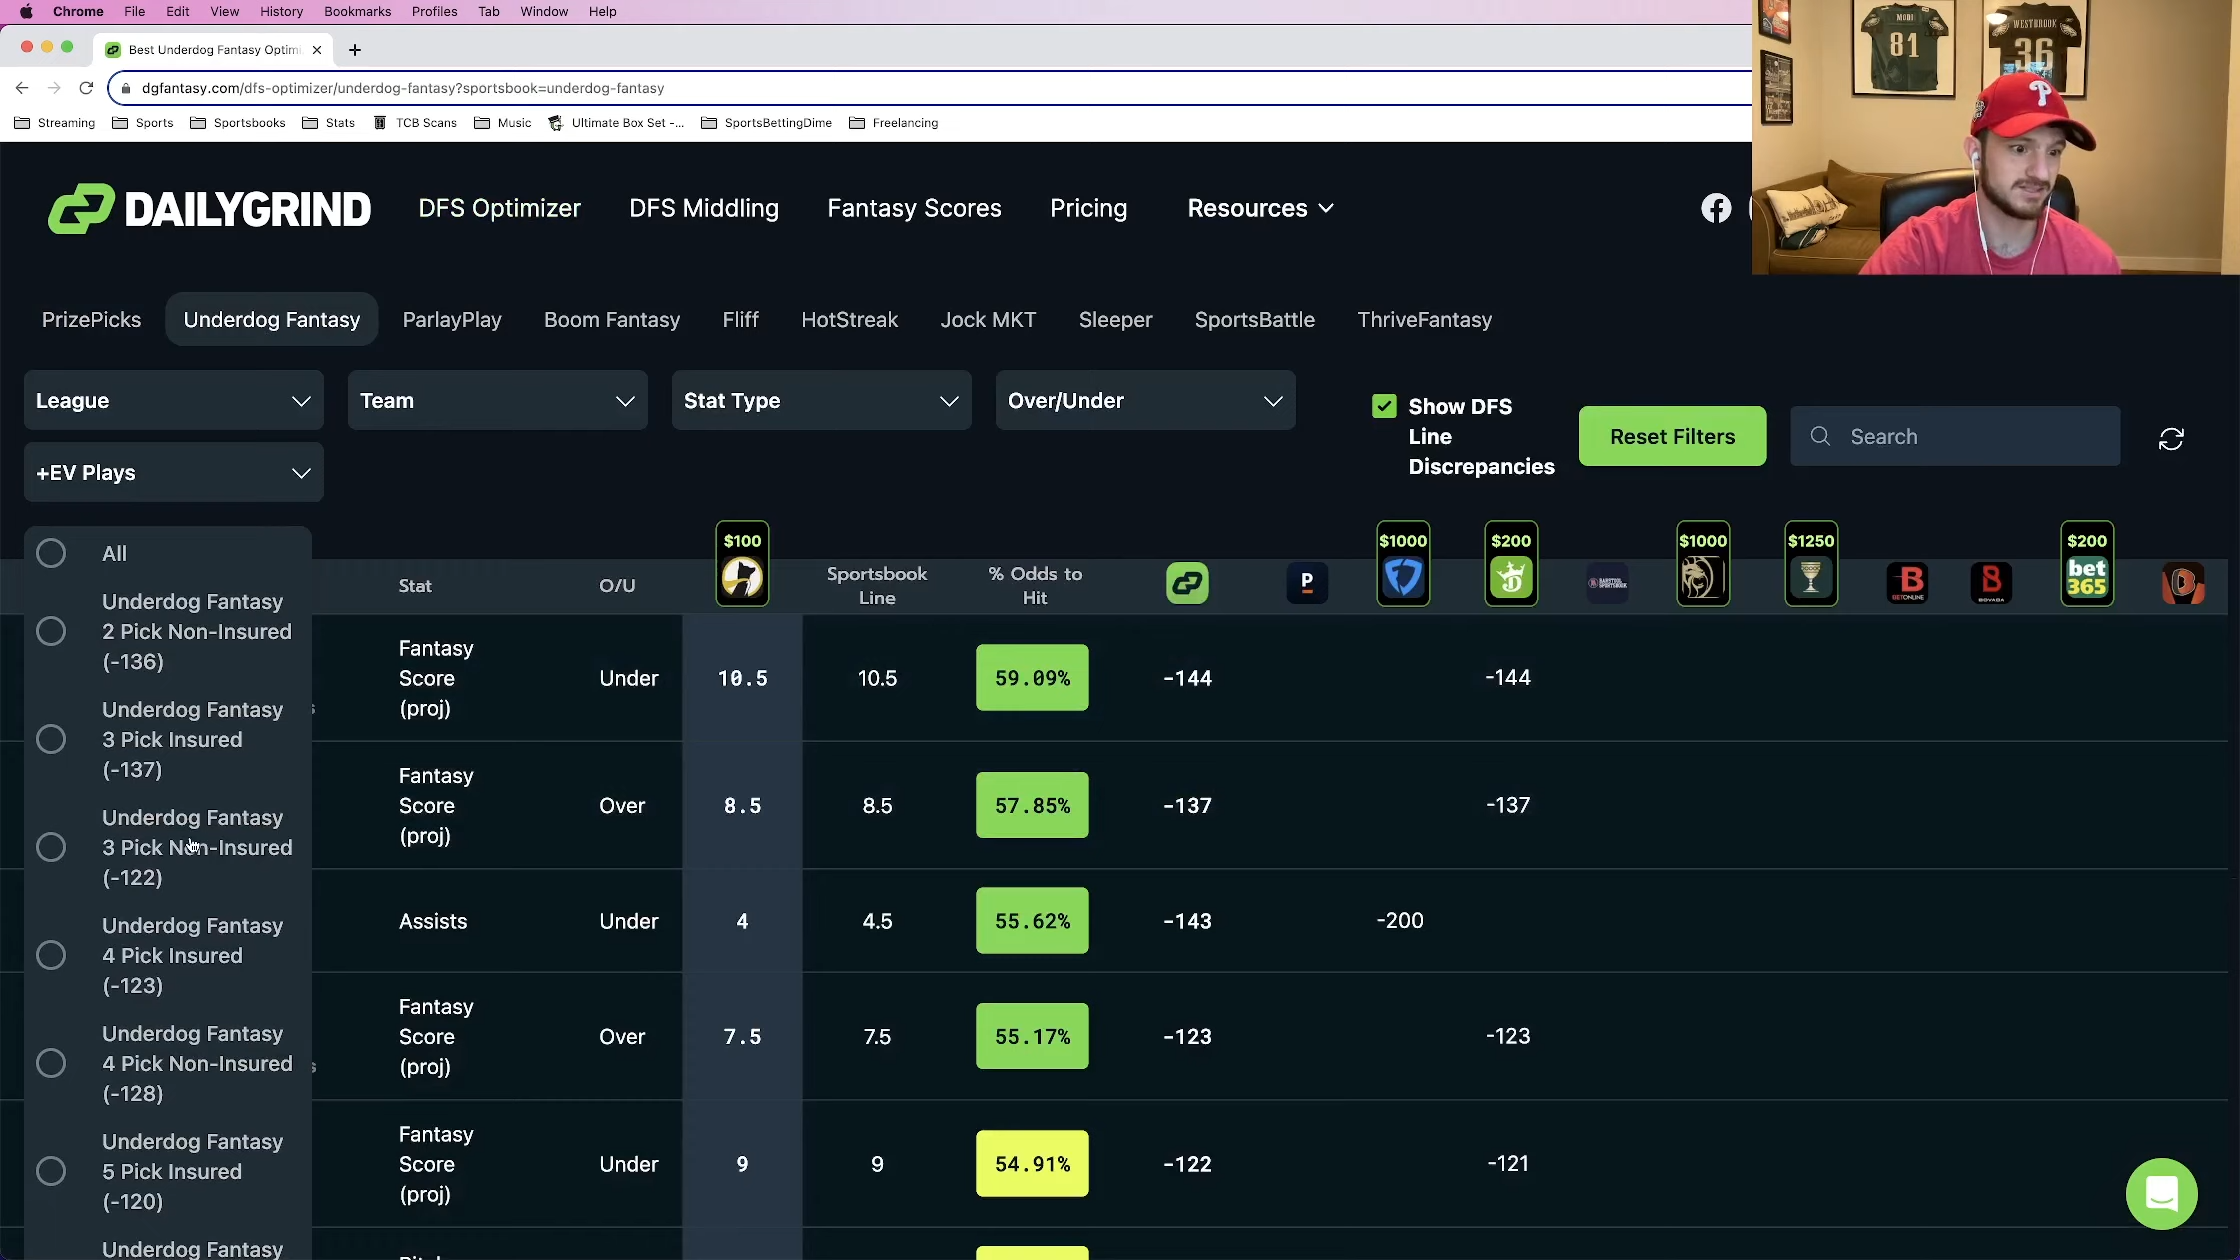 Chrome File Edit View History Bookmarks Profiles Tab Window Help
Best Underdog Fantasy Optimi
dgfantasy.com/dfs-optimizer/underdog-fantasy?sportsbook=underdog-fantasy
Streaming Sports Sportsbooks Stats TCB Scans Music Ultimate Box Set -... SportsBettingDime Freelancing
81
WESTBROOK
36
P
DAILYGRIND DFS Optimizer DFS Middling Fantasy Scores Pricing Resources
PrizePicks Underdog Fantasy ParlayPlay Boom Fantasy Fliff HotStreak Jock MKT Sleeper SportsBattle ThriveFantasy
League Team Stat Type Over/Under
Show DFS
Line
Discrepancies
Reset Filters
Search
+EV Plays
All
Underdog Fantasy
2 Pick Non-Insured
(-136)
Underdog Fantasy
3 Pick Insured
(-137)
Underdog Fantasy
3 Pick Non-Insured
(-122)
Underdog Fantasy
4 Pick Insured
(-123)
Underdog Fantasy
4 Pick Non-Insured
(-128)
Underdog Fantasy
5 Pick Insured
(-120)
Underdog Fantasy
$100 $1000 $200 $1000 $1250 $200
Stat O/U
Sportsbook
Line
% Odds to
Hit
P
B
BETONLINE
BOVADA
bet
365
Fantasy
Score
(proj)
Under 10.5 10.5 59.09% -144 -144
Fantasy
Score
(proj)
Over 8.5 8.5 57.85% -137 -137
Assists Under 4 4.5 55.62% -143 -200
Fantasy
Score
(proj)
Over 7.5 7.5 55.17% -123 -123
Fantasy
Score
(proj)
Under 9 9 54.91% -122 -121